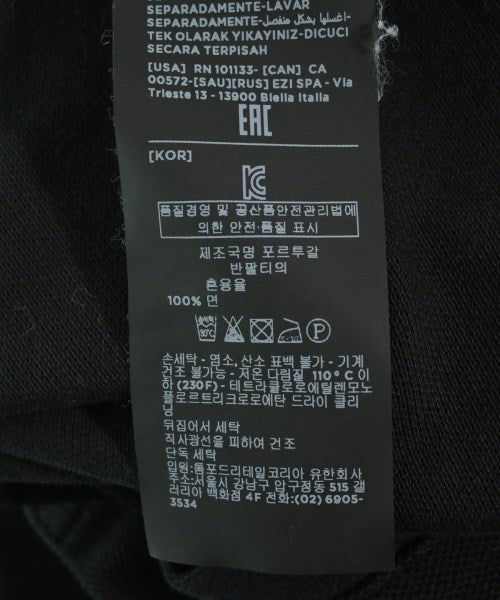 SEPARADAMENTE-LAVAR
SEPARADAMENTE-اغسلها بشكل منفصل
TEK OLARAK YIKAYINIZ-DICUCI
SECARA TERPISAH
[USA] RN 101133- [CAN] CA
00572-[SAU][RUS] EZI SPA - Via
Trieste 13 - 13900 Biella Italia
EAC
[KOR]
KC
품질경영 및 공산품안전관리법에
의한 안전·품질 표시
제조국명 포르투갈
반팔티의
혼용율
100% 면
30°C
P
손세탁 - 염소, 산소 표백 불가 - 기계
건조 불가능 - 저온 다림질 110° C 이
하 (230F) - 테트라클로로에틸렌모노
플로르트리크로로에탄 드라이 클리
닝
뒤집어서 세탁
직사광선을 피하여 건조
단독 세탁
입원:톰포드리테일코리아 유한회사
주소:서울시 강남구 압구정동 515 갤
러리아 백화점 4F 전화:(02) 6905-
3534